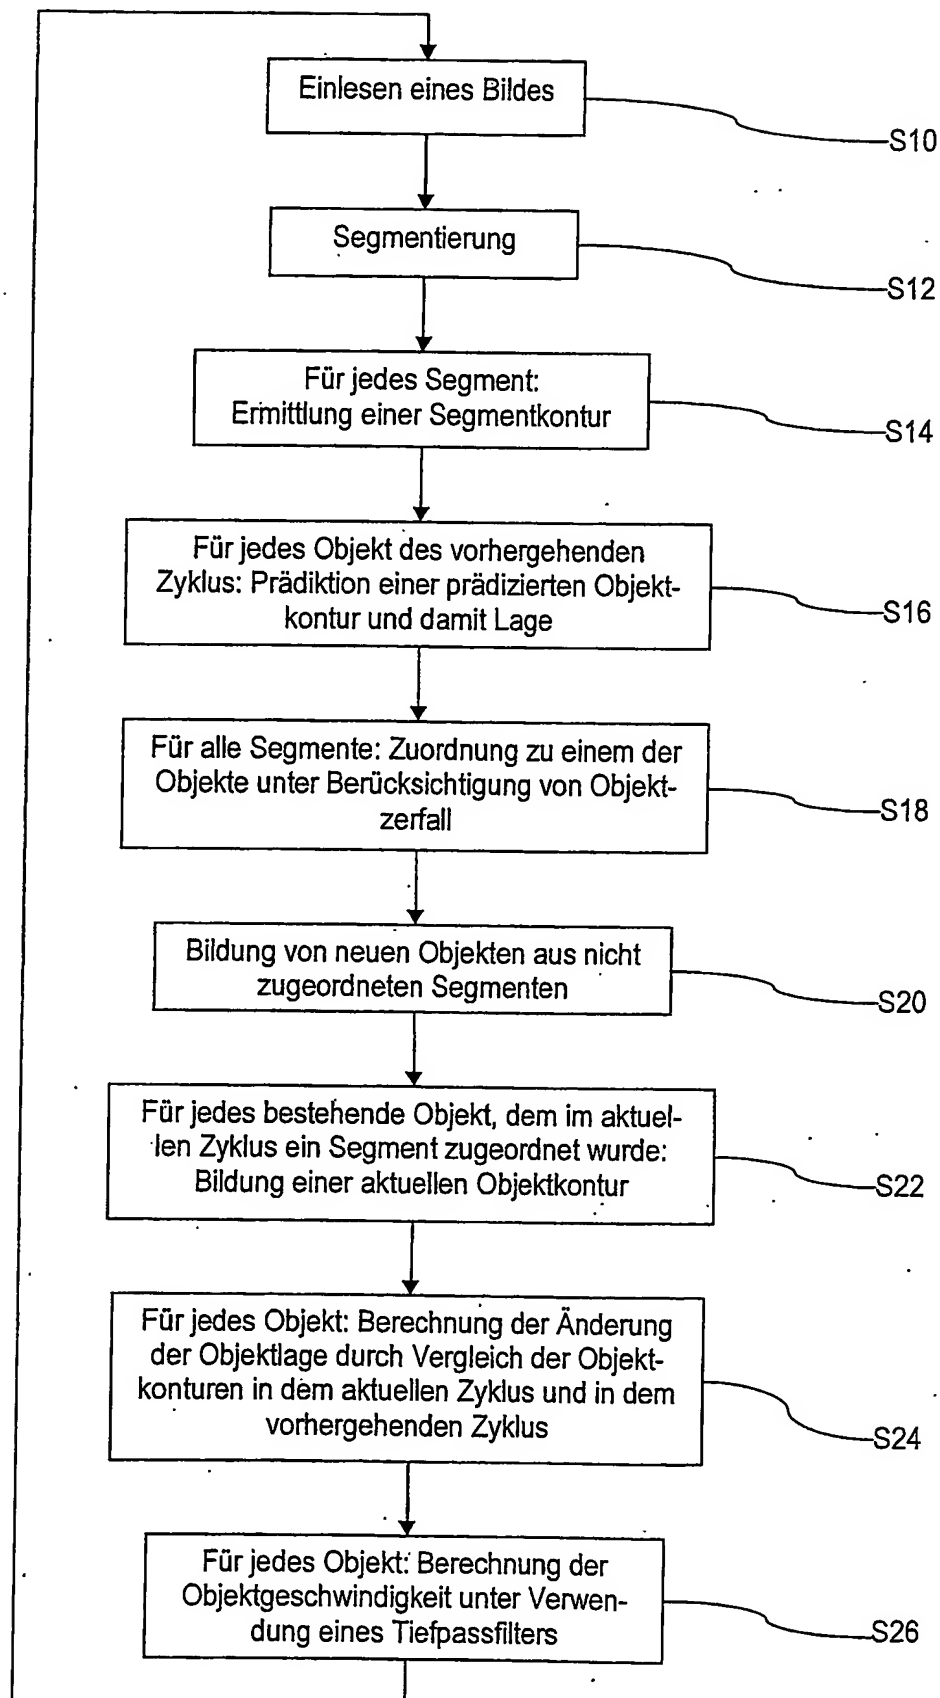 Einlesen eines Bildes
S10
Segmentierung
S12
Für jedes Segment:
Ermittlung einer Segmentkontur
S14
Für jedes Objekt des vorhergehenden
Zyklus: Prädiktion einer prädizierten Objekt-
kontur und damit Lage
S16
Für alle Segmente: Zuordnung zu einem der
Objekte unter Berücksichtigung von Objekt-
zerfall
S18
Bildung von neuen Objekten aus nicht
zugeordneten Segmenten
S20
Für jedes bestehende Objekt, dem im aktuel-
len Zyklus ein Segment zugeordnet wurde:
Bildung einer aktuellen Objektkontur
S22
Für jedes Objekt: Berechnung der Änderung
der Objektlage durch Vergleich der Objekt-
konturen in dem aktuellen Zyklus und in dem
vorhergehenden Zyklus
S24
Für jedes Objekt: Berechnung der
Objektgeschwindigkeit unter Verwen-
dung eines Tiefpassfilters
S26